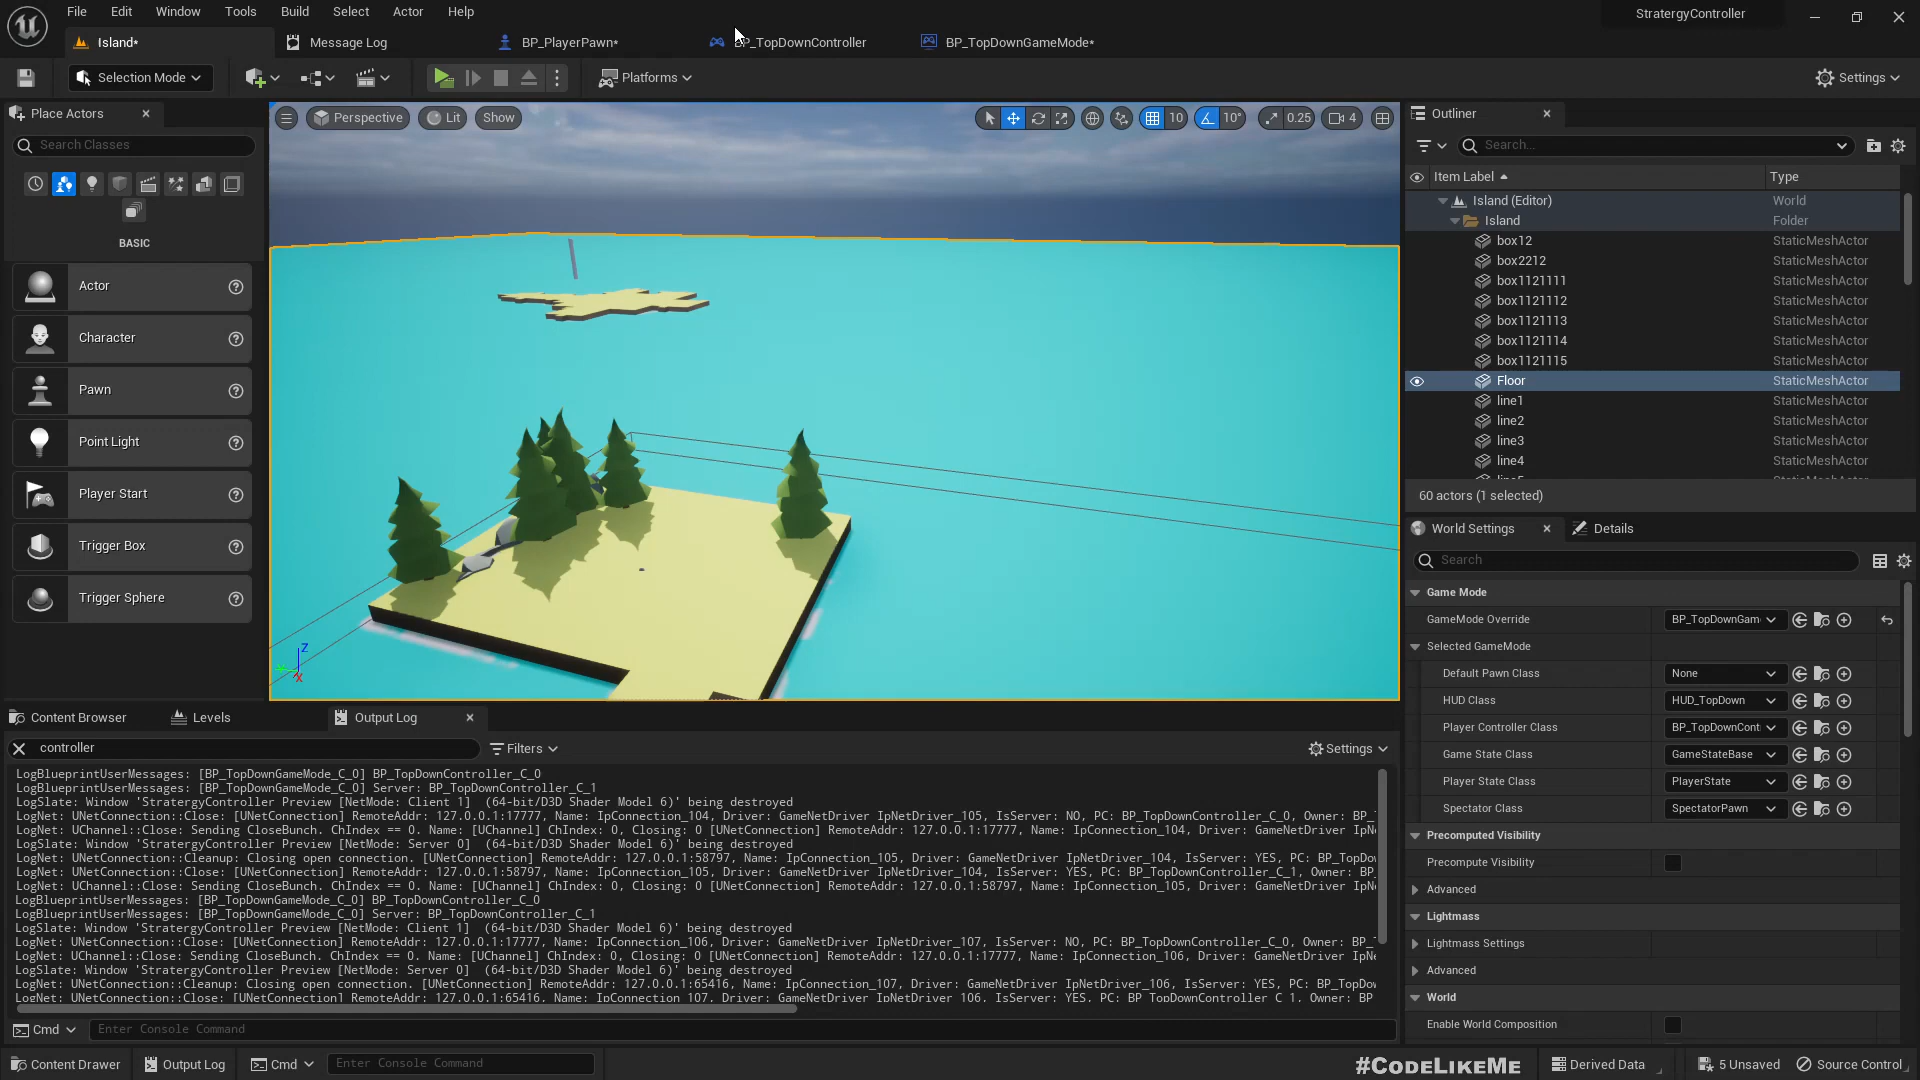 File Edit Window Tools Build Select Actor Help
StratergyController
Island*
Message Log
BP_PlayerPawn*
BP_TopDownController
BP_TopDownGameMode*
Selection Mode
Platforms
Settings
Place Actors
Search Classes
BASIC
Actor
Character
Pawn
Point Light
Player Start
Trigger Box
Trigger Sphere
Perspective
Lit
Show
10
10°
0.25
4
Z
X
Outliner
Search...
Item Label
Type
Island (Editor) World
Island Folder
box12 StaticMeshActor
box2212 StaticMeshActor
box1121111 StaticMeshActor
box1121112 StaticMeshActor
box1121113 StaticMeshActor
box1121114 StaticMeshActor
box1121115 StaticMeshActor
Floor StaticMeshActor
line1 StaticMeshActor
line2 StaticMeshActor
line3 StaticMeshActor
line4 StaticMeshActor
60 actors (1 selected)
World Settings
Details
Search
Game Mode
GameMode Override BP_TopDownGam
Selected GameMode
Default Pawn Class None
HUD Class HUD_TopDown
Player Controller Class BP_TopDownCont
Game State Class GameStateBase
Player State Class PlayerState
Spectator Class SpectatorPawn
Precomputed Visibility
Precompute Visibility
Advanced
Lightmass
Lightmass Settings
Advanced
World
Enable World Composition
Content Browser
Levels
Output Log
controller
Filters
Settings
LogBlueprintUserMessages: [BP_TopDownGameMode_C_0] BP_TopDownController_C_0
LogBlueprintUserMessages: [BP_TopDownGameMode_C_0] Server: BP_TopDownController_C_1
LogSlate: Window 'StratergyController Preview [NetMode: Client 1]  (64-bit/D3D Shader Model 6)' being destroyed
LogNet: UNetConnection::Close: [UNetConnection] RemoteAddr: 127.0.0.1:17777, Name: IpConnection_104, Driver: GameNetDriver IpNetDriver_105, IsServer: NO, PC: BP_TopDownController_C_0, Owner: BP_
LogNet: UChannel::Close: Sending CloseBunch. ChIndex == 0. Name: [UChannel] ChIndex: 0, Closing: 0 [UNetConnection] RemoteAddr: 127.0.0.1:17777, Name: IpConnection_104, Driver: GameNetDriver IpNe
LogSlate: Window 'StratergyController Preview [NetMode: Server 0]  (64-bit/D3D Shader Model 6)' being destroyed
LogNet: UNetConnection::Cleanup: Closing open connection. [UNetConnection] RemoteAddr: 127.0.0.1:58797, Name: IpConnection_105, Driver: GameNetDriver IpNetDriver_104, IsServer: YES, PC: BP_TopDow
LogNet: UNetConnection::Close: [UNetConnection] RemoteAddr: 127.0.0.1:58797, Name: IpConnection_105, Driver: GameNetDriver IpNetDriver_104, IsServer: YES, PC: BP_TopDownController_C_1, Owner: BP_
LogNet: UChannel::Close: Sending CloseBunch. ChIndex == 0. Name: [UChannel] ChIndex: 0, Closing: 0 [UNetConnection] RemoteAddr: 127.0.0.1:58797, Name: IpConnection_105, Driver: GameNetDriver IpNe
LogBlueprintUserMessages: [BP_TopDownGameMode_C_0] BP_TopDownController_C_0
LogBlueprintUserMessages: [BP_TopDownGameMode_C_0] Server: BP_TopDownController_C_1
LogSlate: Window 'StratergyController Preview [NetMode: Client 1]  (64-bit/D3D Shader Model 6)' being destroyed
LogNet: UNetConnection::Close: [UNetConnection] RemoteAddr: 127.0.0.1:17777, Name: IpConnection_106, Driver: GameNetDriver IpNetDriver_107, IsServer: NO, PC: BP_TopDownController_C_0, Owner: BP_
LogNet: UChannel::Close: Sending CloseBunch. ChIndex == 0. Name: [UChannel] ChIndex: 0, Closing: 0 [UNetConnection] RemoteAddr: 127.0.0.1:17777, Name: IpConnection_106, Driver: GameNetDriver IpNe
LogSlate: Window 'StratergyController Preview [NetMode: Server 0]  (64-bit/D3D Shader Model 6)' being destroyed
LogNet: UNetConnection::Cleanup: Closing open connection. [UNetConnection] RemoteAddr: 127.0.0.1:65416, Name: IpConnection_107, Driver: GameNetDriver IpNetDriver_106, IsServer: YES, PC: BP_TopDow
LogNet: UNetConnection::Close: [UNetConnection] RemoteAddr: 127.0.0.1:65416, Name: IpConnection_107, Driver: GameNetDriver IpNetDriver_106, IsServer: YES, PC: BP_TopDownController_C_1, Owner: BP
Cmd
Enter Console Command
Content Drawer
Output Log
Cmd
Enter Console Command
#CODELIKEME
Derived Data
5 Unsaved
Source Control